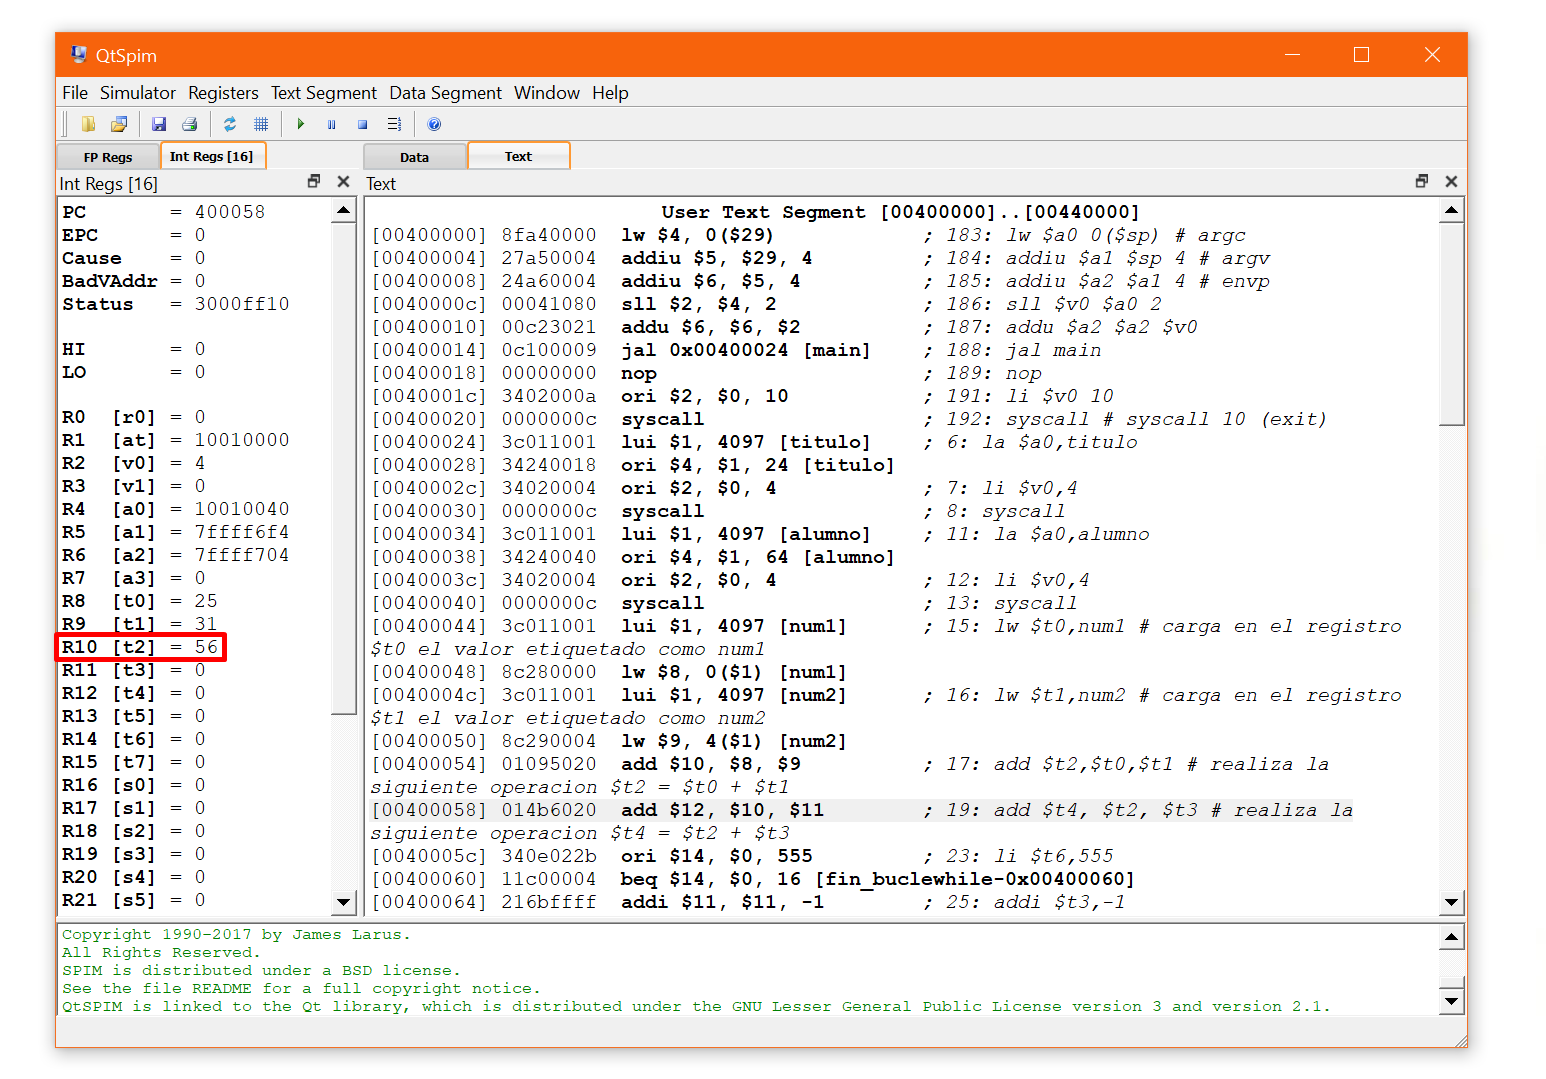 QtSpim
File Simulator Registers Text Segment Data Segment Window Help
FP Regs Int Regs [16] Data Text
Int Regs [16]
PC = 400058
EPC = 0
Cause = 0
BadVAddr = 0
Status = 3000ff10
HI = 0
LO = 0
R0 [r0] = 0
R1 [at] = 10010000
R2 [v0] = 4
R3 [v1] = 0
R4 [a0] = 10010040
R5 [a1] = 7ffff6f4
R6 [a2] = 7ffff704
R7 [a3] = 0
R8 [t0] = 25
R9 [t1] = 31
R10 [t2] = 56
R11 [t3] = 0
R12 [t4] = 0
R13 [t5] = 0
R14 [t6] = 0
R15 [t7] = 0
R16 [s0] = 0
R17 [s1] = 0
R18 [s2] = 0
R19 [s3] = 0
R20 [s4] = 0
R21 [s5] = 0
Text
User Text Segment [00400000]..[00440000]
[00400000] 8fa40000 lw $4, 0($29) ; 183: lw $a0 0($sp) # argc
[00400004] 27a50004 addiu $5, $29, 4 ; 184: addiu $a1 $sp 4 # argv
[00400008] 24a60004 addiu $6, $5, 4 ; 185: addiu $a2 $a1 4 # envp
[0040000c] 00041080 sll $2, $4, 2 ; 186: sll $v0 $a0 2
[00400010] 00c23021 addu $6, $6, $2 ; 187: addu $a2 $a2 $v0
[00400014] 0c100009 jal 0x00400024 [main] ; 188: jal main
[00400018] 00000000 nop ; 189: nop
[0040001c] 3402000a ori $2, $0, 10 ; 191: li $v0 10
[00400020] 0000000c syscall ; 192: syscall # syscall 10 (exit)
[00400024] 3c011001 lui $1, 4097 [titulo] ; 6: la $a0,titulo
[00400028] 34240018 ori $4, $1, 24 [titulo]
[0040002c] 34020004 ori $2, $0, 4 ; 7: li $v0,4
[00400030] 0000000c syscall ; 8: syscall
[00400034] 3c011001 lui $1, 4097 [alumno] ; 11: la $a0,alumno
[00400038] 34240040 ori $4, $1, 64 [alumno]
[0040003c] 34020004 ori $2, $0, 4 ; 12: li $v0,4
[00400040] 0000000c syscall ; 13: syscall
[00400044] 3c011001 lui $1, 4097 [num1] ; 15: lw $t0,num1 # carga en el registro
$t0 el valor etiquetado como num1
[00400048] 8c280000 lw $8, 0($1) [num1]
[0040004c] 3c011001 lui $1, 4097 [num2] ; 16: lw $t1,num2 # carga en el registro
$t1 el valor etiquetado como num2
[00400050] 8c290004 lw $9, 4($1) [num2]
[00400054] 01095020 add $10, $8, $9 ; 17: add $t2,$t0,$t1 # realiza la
siguiente operacion $t2 = $t0 + $t1
[00400058] 014b6020 add $12, $10, $11 ; 19: add $t4, $t2, $t3 # realiza la
siguiente operacion $t4 = $t2 + $t3
[0040005c] 340e022b ori $14, $0, 555 ; 23: li $t6,555
[00400060] 11c00004 beq $14, $0, 16 [fin_buclewhile-0x00400060]
[00400064] 216bffff addi $11, $11, -1 ; 25: addi $t3,-1
Copyright 1990-2017 by James Larus.
All Rights Reserved.
SPIM is distributed under a BSD license.
See the file README for a full copyright notice.
QtSPIM is linked to the Qt library, which is distributed under the GNU Lesser General Public License version 3 and version 2.1.